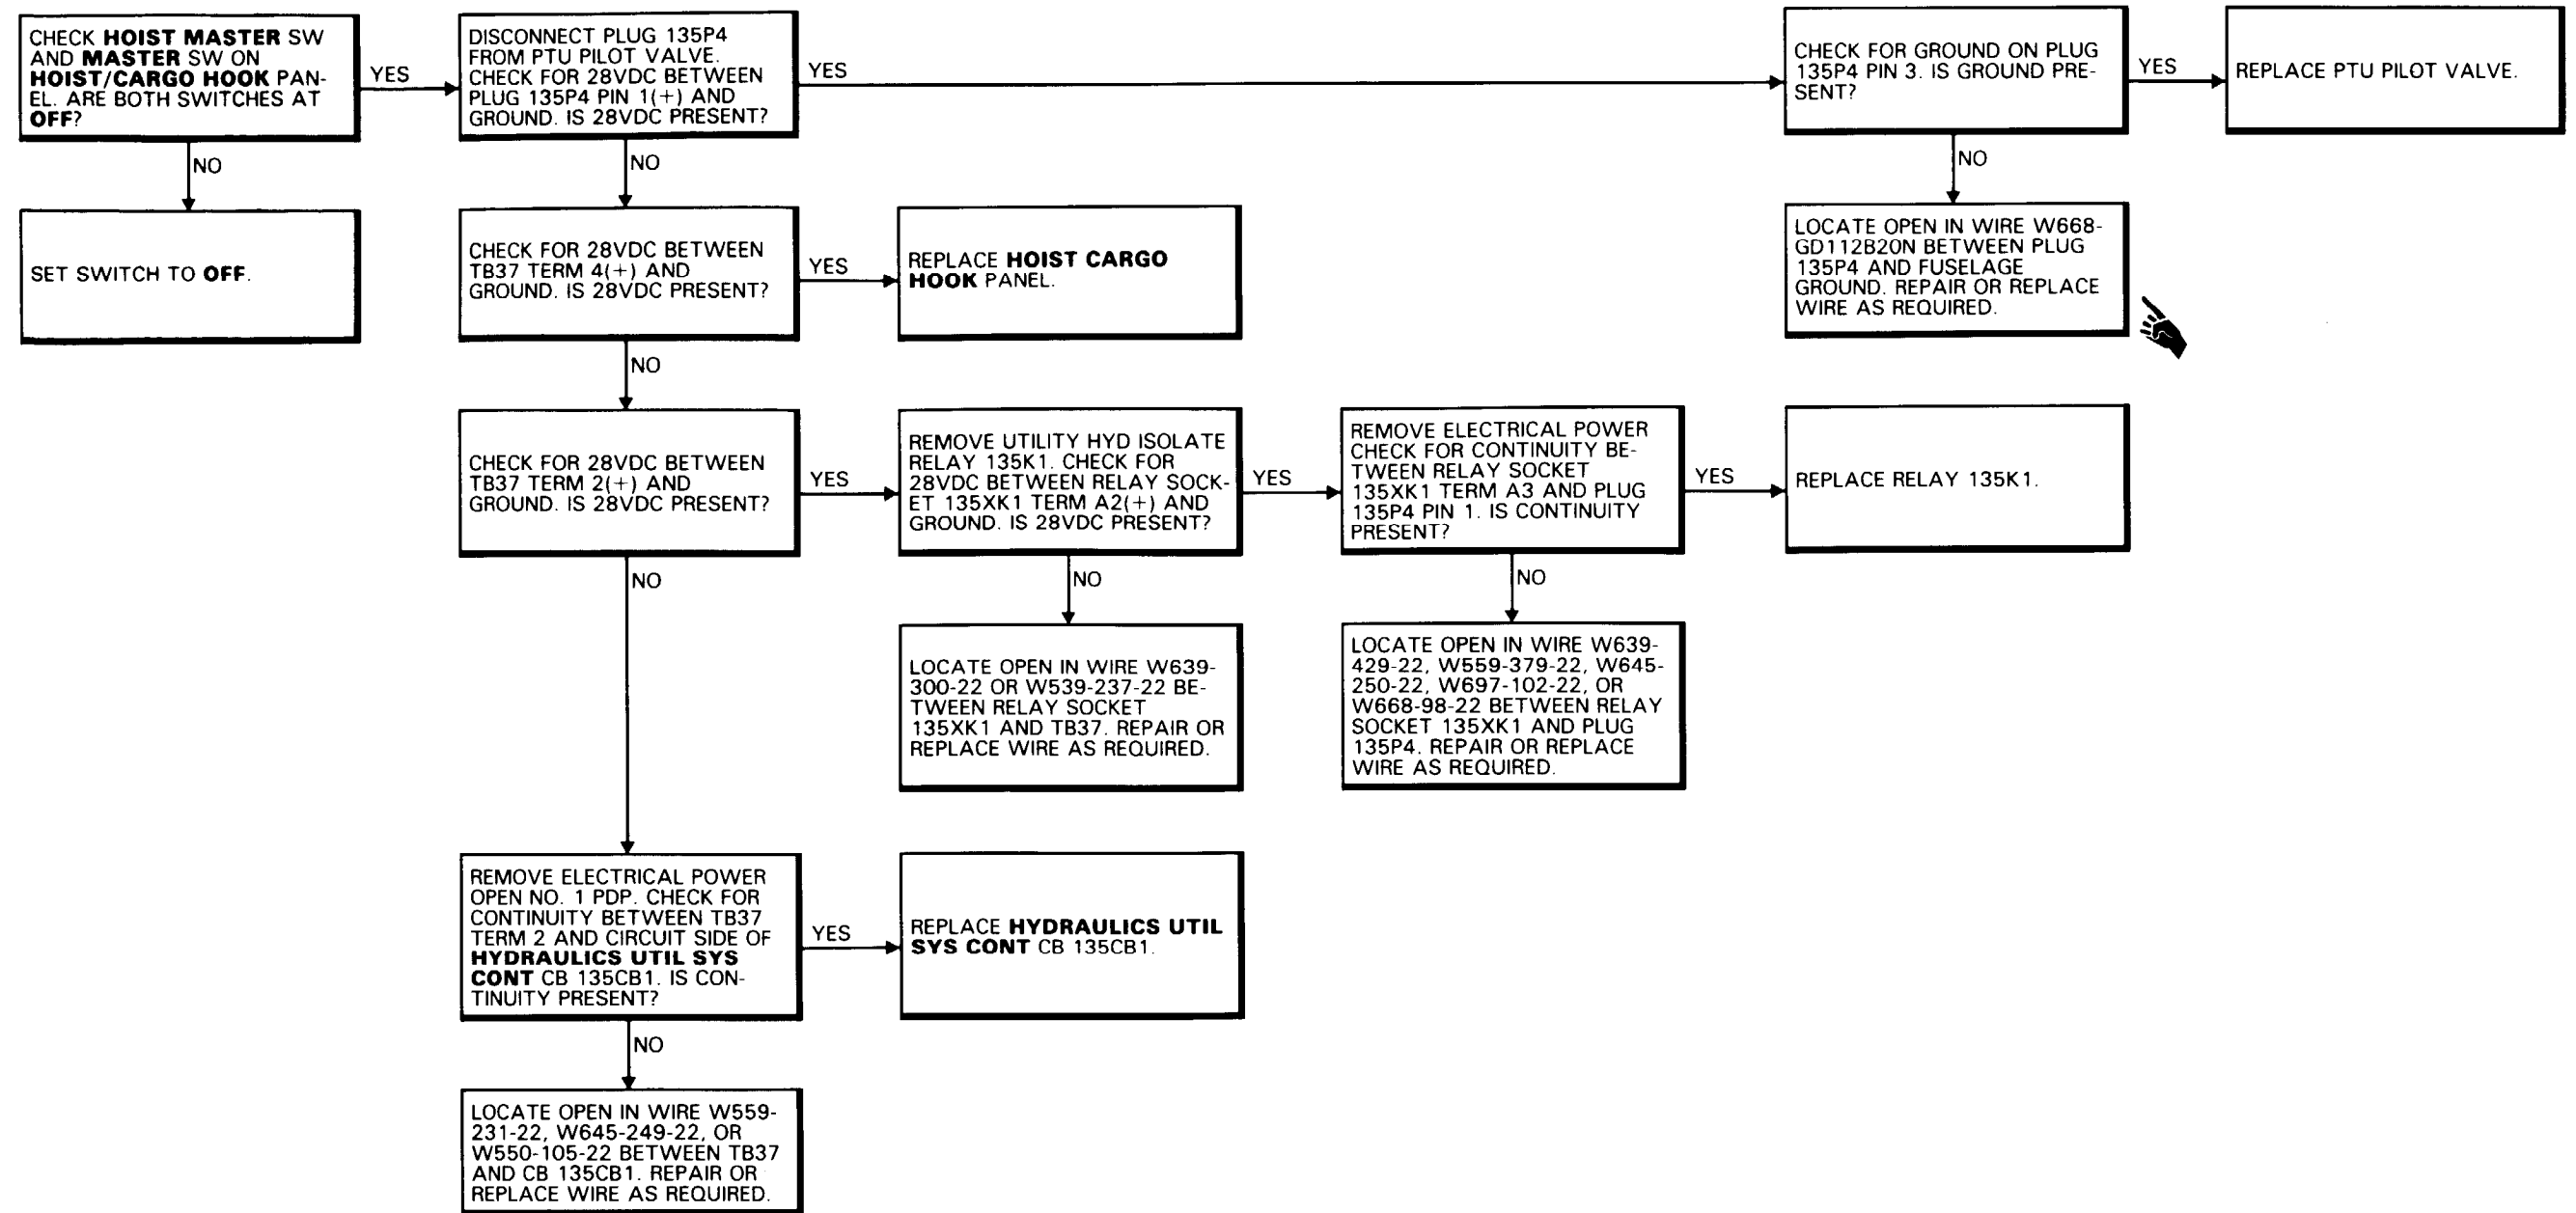 CHECK HOIST MASTER SW
AND MASTER SW ON
HOIST/CARGO HOOK PAN-
EL. ARE BOTH SWITCHES AT
OFF?
YES
NO
SET SWITCH TO OFF.
DISCONNECT PLUG 135P4
FROM PTU PILOT VALVE.
CHECK FOR 28VDC BETWEEN
PLUG 135P4 PIN 1(+) AND
GROUND. IS 28VDC PRESENT?
YES
NO
CHECK FOR GROUND ON PLUG
135P4 PIN 3. IS GROUND PRE-
SENT?
YES
REPLACE PTU PILOT VALVE.
NO
LOCATE OPEN IN WIRE W668-
GD112B20N BETWEEN PLUG
135P4 AND FUSELAGE
GROUND. REPAIR OR REPLACE
WIRE AS REQUIRED.
CHECK FOR 28VDC BETWEEN
TB37 TERM 4(+) AND
GROUND. IS 28VDC PRESENT?
YES
REPLACE HOIST CARGO
HOOK PANEL.
NO
CHECK FOR 28VDC BETWEEN
TB37 TERM 2(+) AND
GROUND. IS 28VDC PRESENT?
YES
REMOVE UTILITY HYD ISOLATE
RELAY 135K1. CHECK FOR
28VDC BETWEEN RELAY SOCK-
ET 135XK1 TERM A2(+) AND
GROUND. IS 28VDC PRESENT?
YES
REMOVE ELECTRICAL POWER
CHECK FOR CONTINUITY BE-
TWEEN RELAY SOCKET
135XK1 TERM A3 AND PLUG
135P4 PIN 1. IS CONTINUITY
PRESENT?
YES
REPLACE RELAY 135K1.
NO
NO
NO
LOCATE OPEN IN WIRE W639-
300-22 OR W539-237-22 BE-
TWEEN RELAY SOCKET
135XK1 AND TB37. REPAIR OR
REPLACE WIRE AS REQUIRED.
LOCATE OPEN IN WIRE W639-
429-22, W559-379-22, W645-
250-22, W697-102-22, OR
W668-98-22 BETWEEN RELAY
SOCKET 135XK1 AND PLUG
135P4. REPAIR OR REPLACE
WIRE AS REQUIRED.
REMOVE ELECTRICAL POWER
OPEN NO. 1 PDP. CHECK FOR
CONTINUITY BETWEEN TB37
TERM 2 AND CIRCUIT SIDE OF
HYDRAULICS UTIL SYS
CONT CB 135CB1. IS CON-
TINUITY PRESENT?
YES
REPLACE HYDRAULICS UTIL
SYS CONT CB 135CB1.
NO
LOCATE OPEN IN WIRE W559-
231-22, W645-249-22, OR
W550-105-22 BETWEEN TB37
AND CB 135CB1. REPAIR OR
REPLACE WIRE AS REQUIRED.